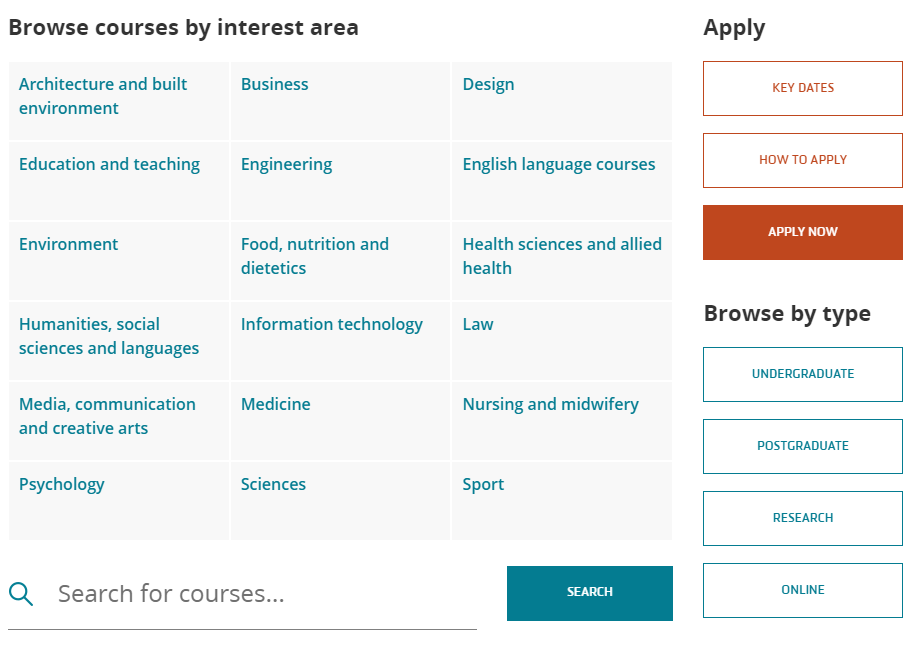 Browse courses by interest area
Architecture and built
environment
Business
Design
Education and teaching
Engineering
English language courses
Environment
Food, nutrition and
dietetics
Health sciences and allied
health
Humanities, social
sciences and languages
Information technology
Law
Media, communication
and creative arts
Medicine
Nursing and midwifery
Psychology
Sciences
Sport
Search for courses...
SEARCH
Apply
KEY DATES
HOW TO APPLY
APPLY NOW
Browse by type
UNDERGRADUATE
POSTGRADUATE
RESEARCH
ONLINE